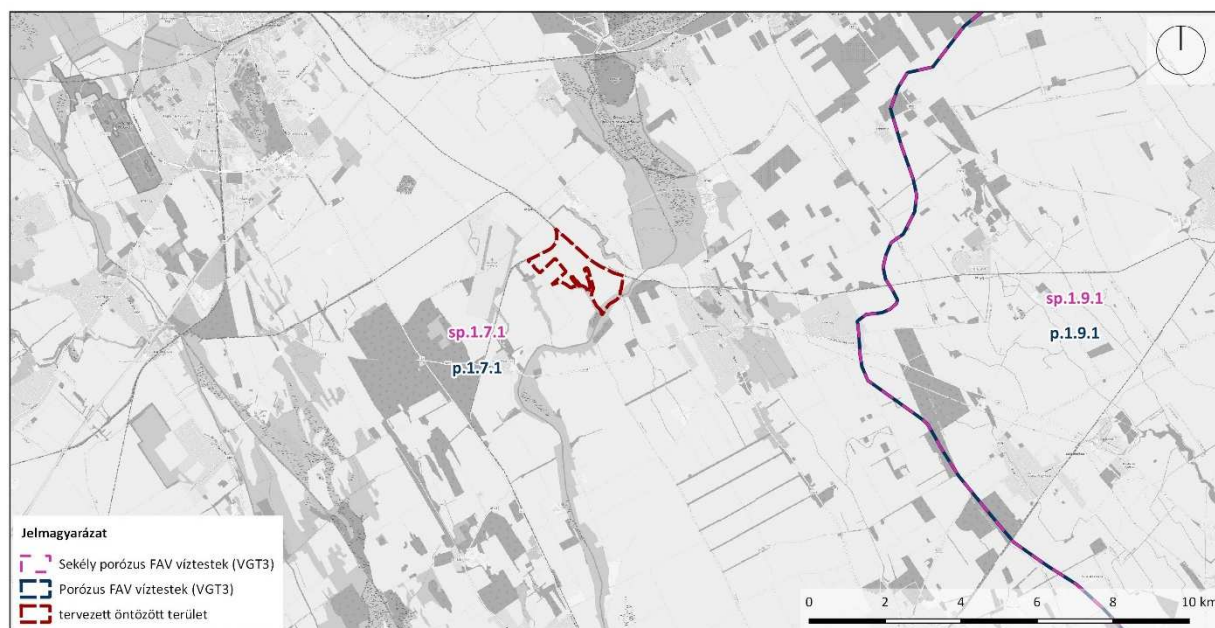 sp.1.7.1
p.1.7.1
sp.1.9.1
p.1.9.1
Jelmagyarázat
Sekély porózus FAV víztestek (VGT3)
Porózus FAV víztestek (VGT3)
tervezett öntözött terület
0 2 4 6 8 10 km